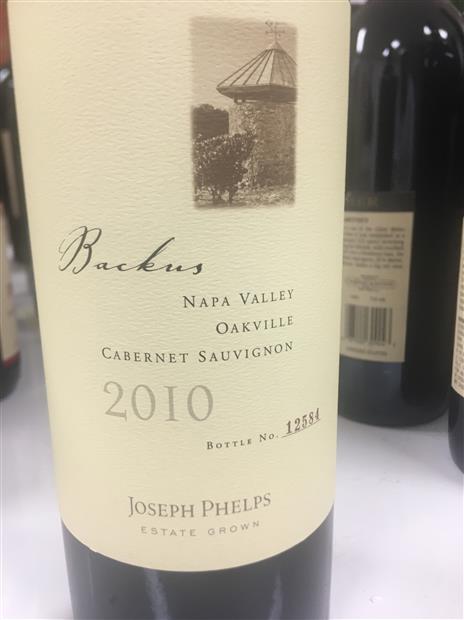 Backus
NAPA VALLEY
OAKVILLE
CABERNET SAUVIGNON
2010
BOTTLE NO. 12584
JOSEPH PHELPS
ESTATE GROWN